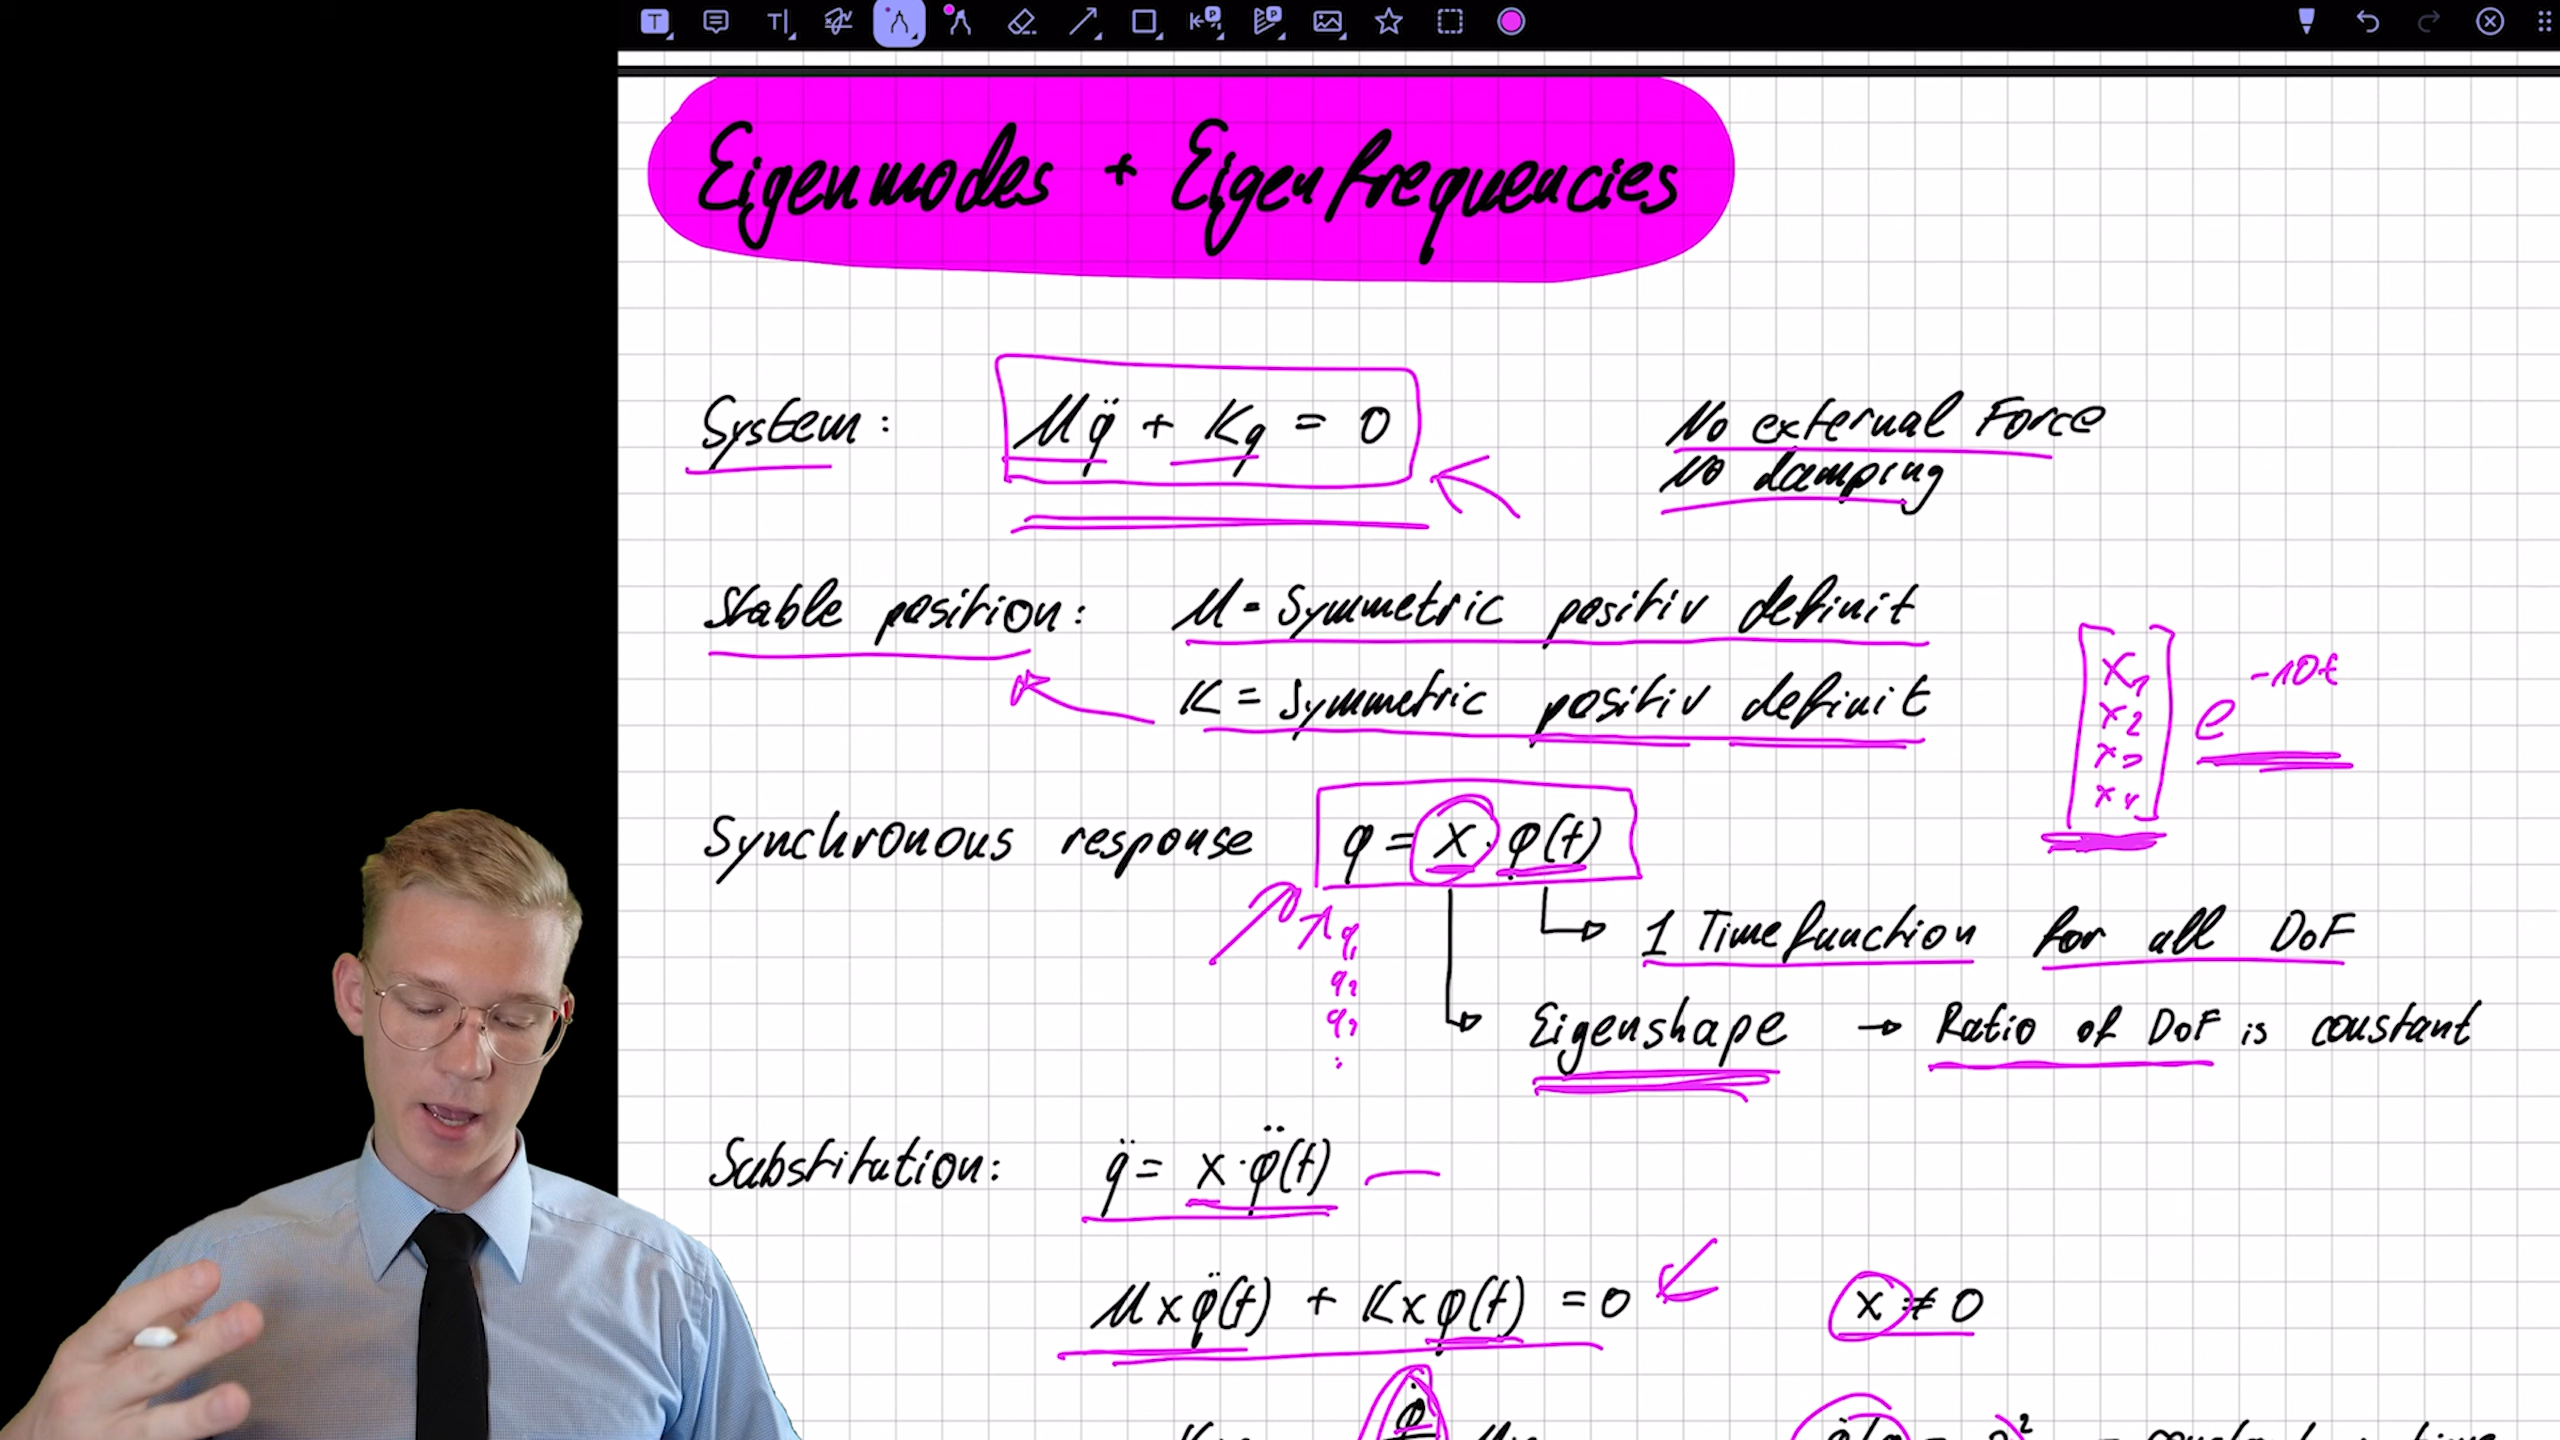 Eigenmodes + Eigenfrequencies
System: Mq̈ + Kq = 0 No external Force
No damping
Stable position: M = Symmetric positiv definit
K = Symmetric positiv definit
x₁
x₂
x₃
x₄
e^-10t
Synchronous response q = x · φ(t)
1 Timefunction for all DoF
q₁
q₂
q₃
⋮
Eigenshape → Ratio of DoF is constant
Substitution: q̈ = x · φ̈(t)
M x φ̈(t) + K x φ(t) = 0 x ≠ 0